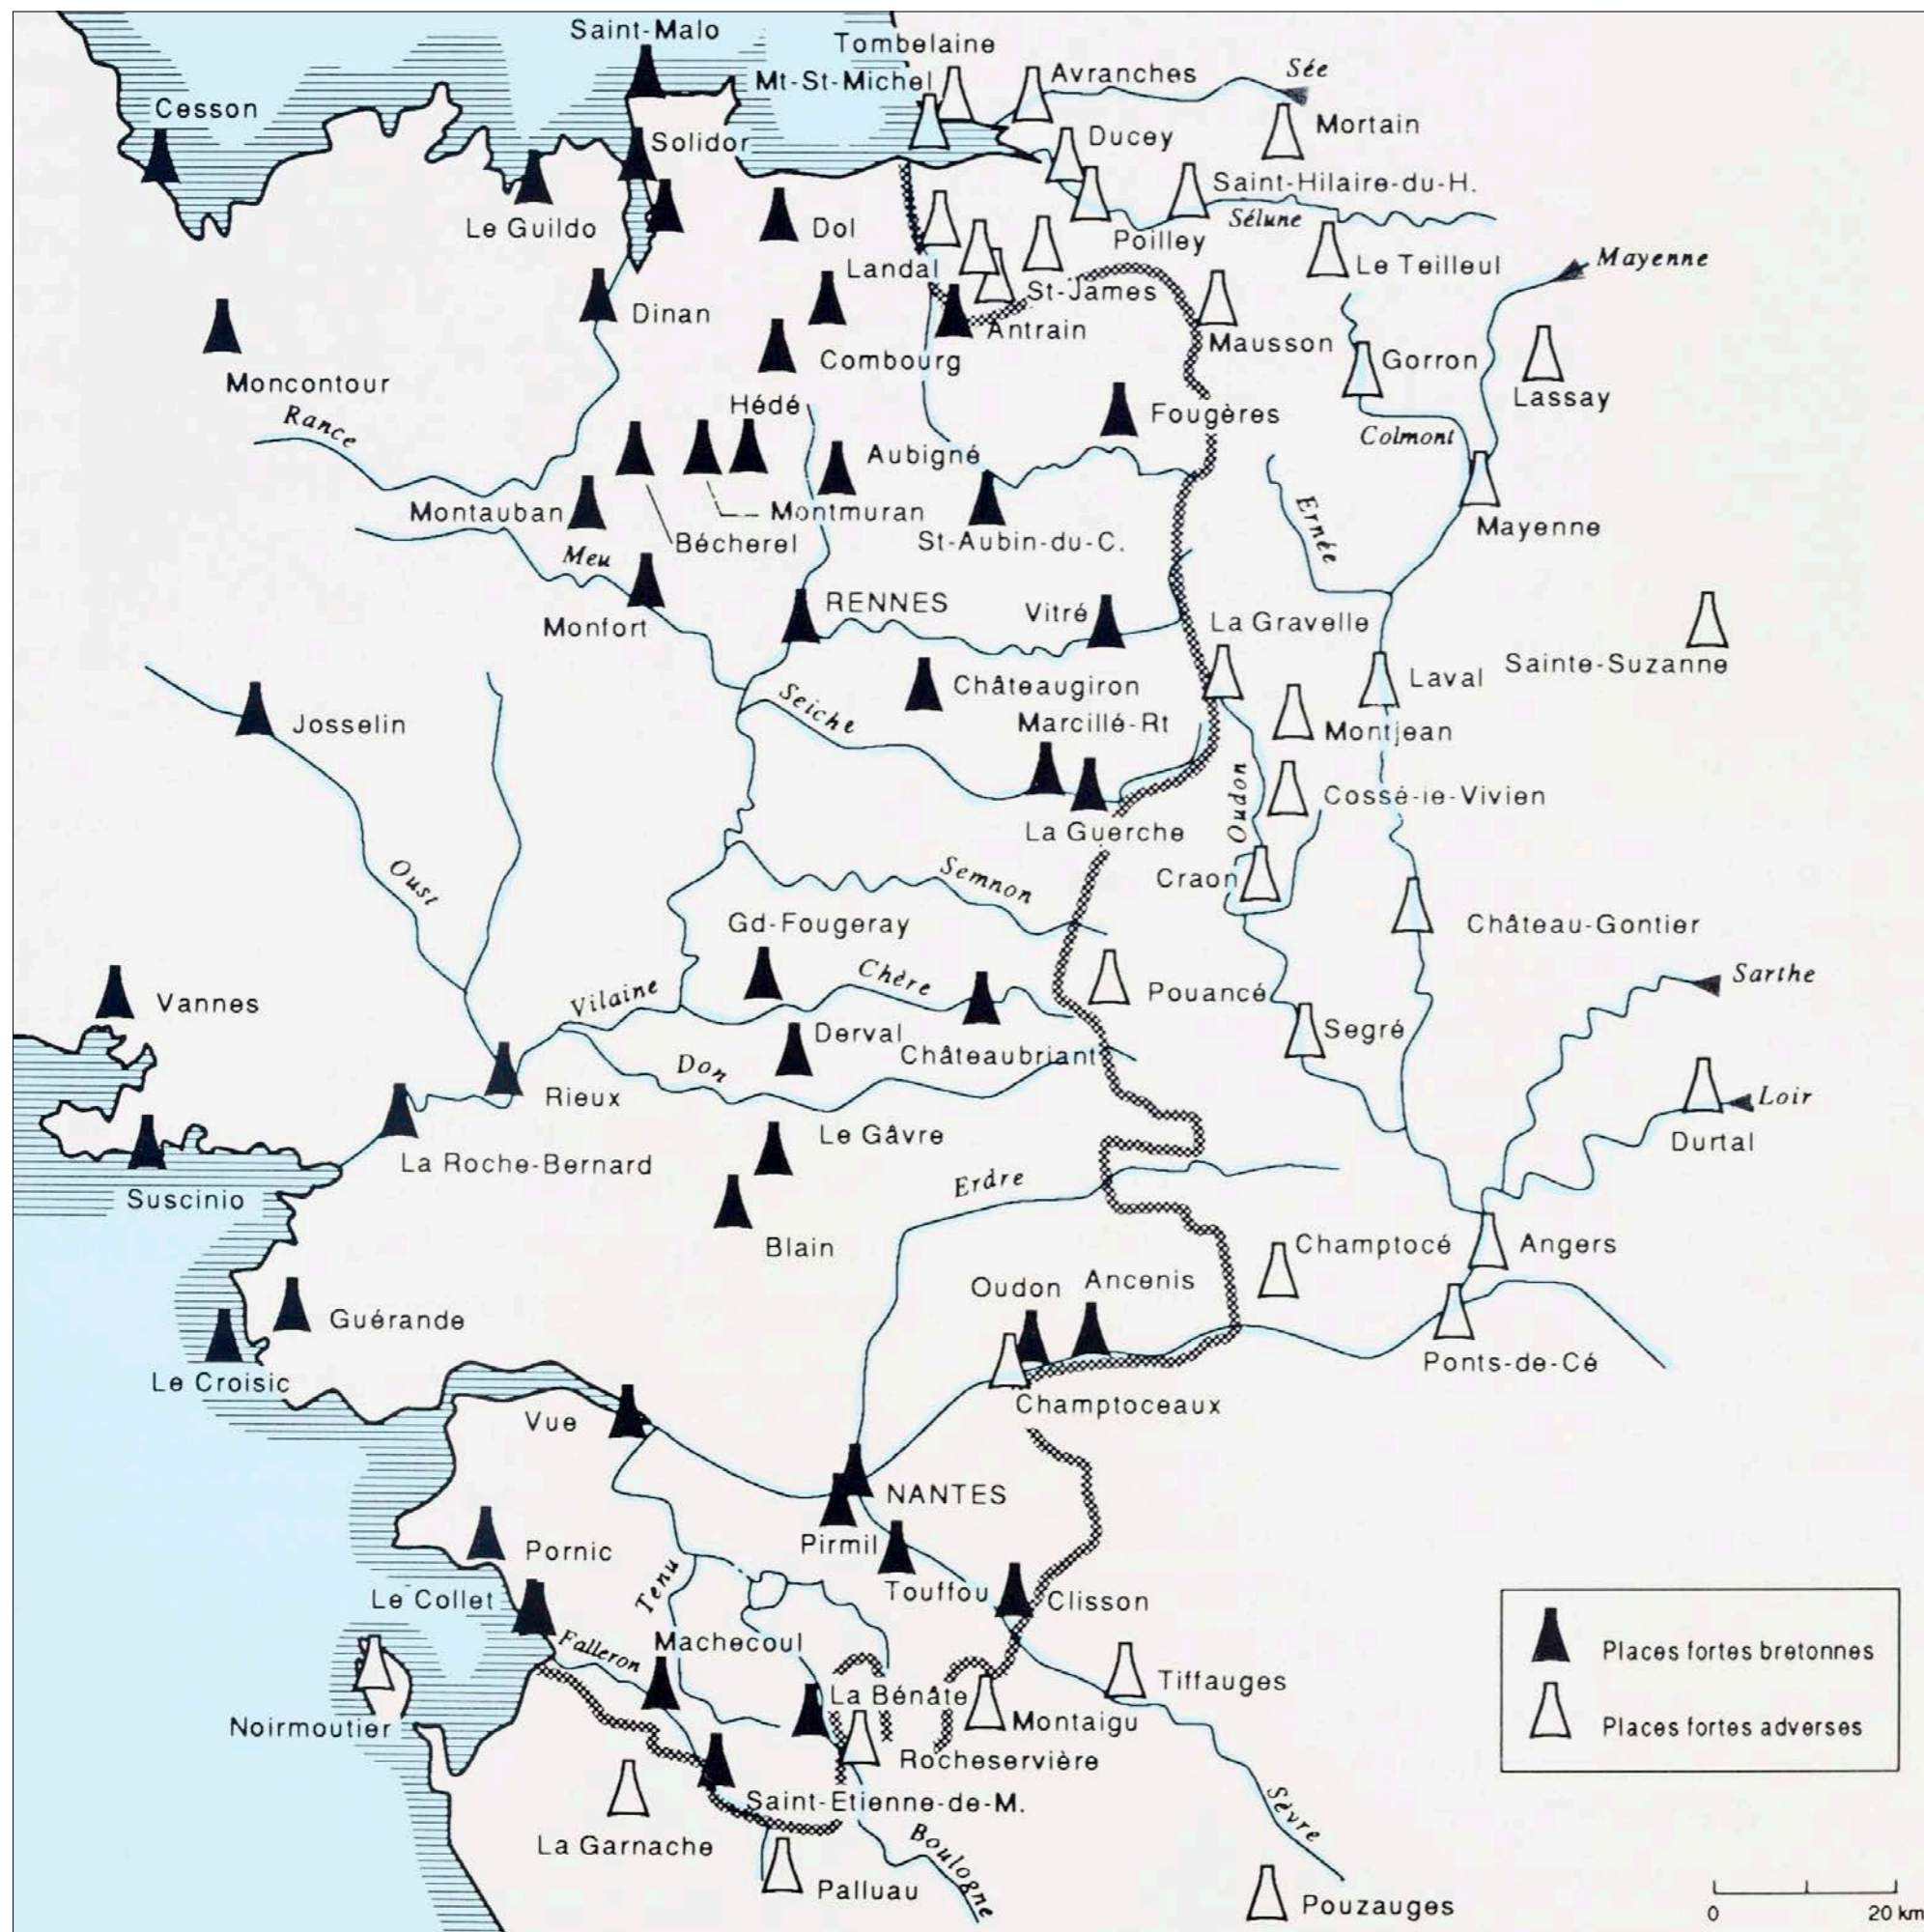 Saint-Malo
Tombelaine
Mt-St-Michel
Avranches
Sée
Cesson
Mortain
Ducey
Solidor
Saint-Hilaire-du-H.
Sélune
Le Guildo
Dol
Poilley
Landal
Le Teilleul
Mayenne
St-James
Dinan
Antrain
Mausson
Combourg
Gorron
Moncontour
Lassay
Hédé
Fougères
Rance
Colmont
Aubigné
Montauban
Montmuran
Ernée
Mayenne
Bécherel
St-Aubin-du-C.
Meu
RENNES
Vitré
La Gravelle
Monfort
Sainte-Suzanne
Laval
Châteaugiron
Seiche
Josselin
Marcillé-Rt
Montjean
Oudon
Cossé-le-Vivien
La Guerche
Craon
Oust
Semnon
Gd-Fougeray
Château-Gontier
Chère
Sarthe
Vannes
Vilaine
Pouancé
Segré
Derval
Châteaubriant
Don
Rieux
Loir
Le Gâvre
Durtal
La Roche-Bernard
Erdre
Suscinio
Blain
Champtocé
Angers
Oudon
Ancenis
Guérande
Ponts-de-Cé
Le Croisic
Champtoceaux
Vue
NANTES
Pirmil
Pornic
Tenu
Touffou
Le Collet
Clisson
Falleron
Machecoul
Places fortes bretonnes
Tiffauges
La Bénâte
Noirmoutier
Montaigu
Places fortes adverses
Rocheservière
Saint-Etienne-de-M.
Sèvre
La Garnache
Boulogne
Palluau
Pouzauges
0 20 km